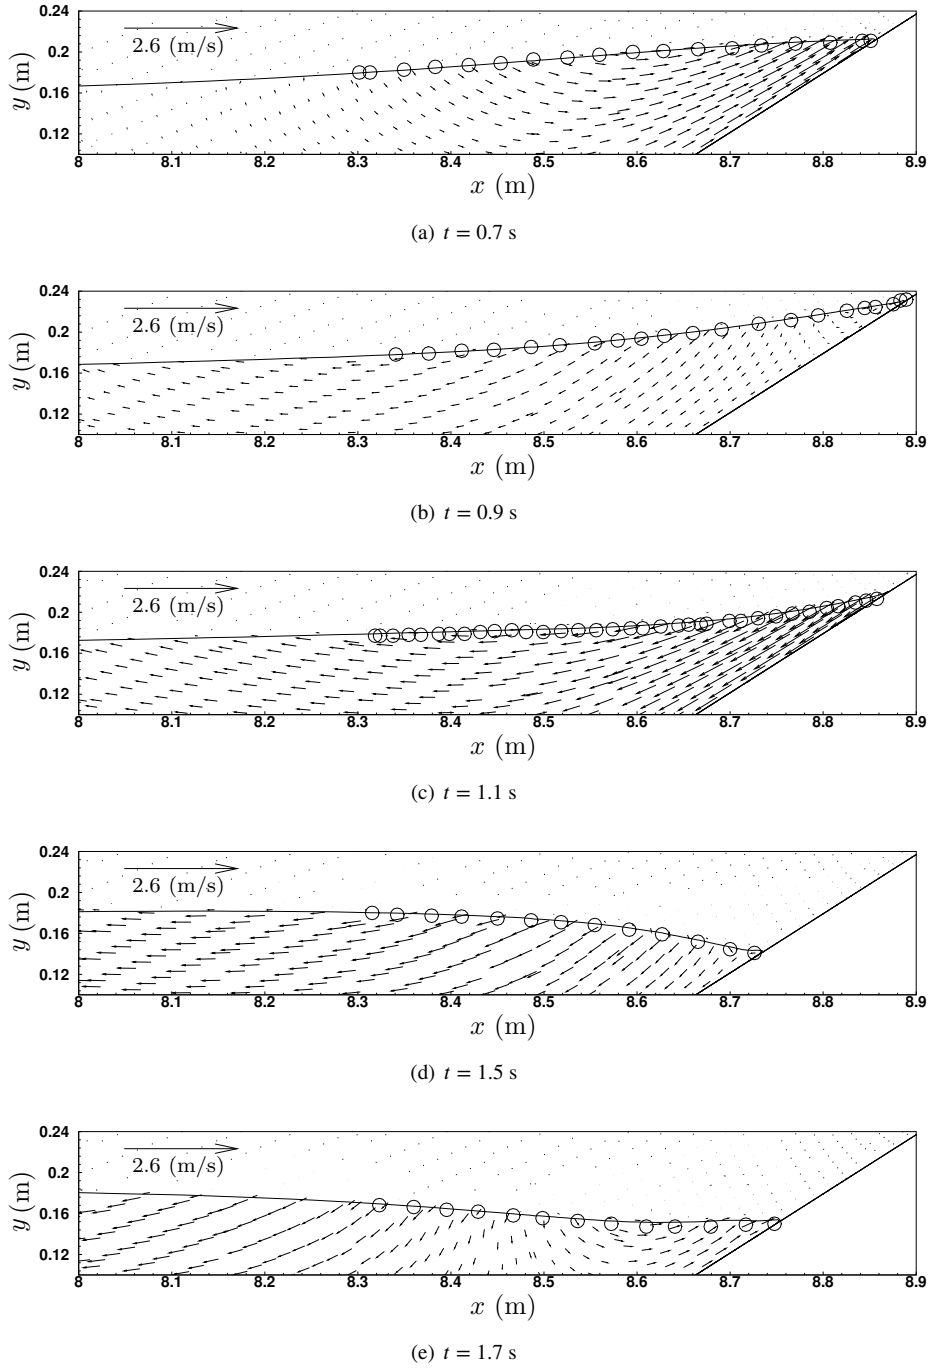 0.24
2.6 (m/s)
0.2
y (m)
0.16
0.12
8 8.1 8.2 8.3 8.4 8.5 8.6 8.7 8.8 8.9
x (m)
(a) t = 0.7 s
0.24
2.6 (m/s)
0.2
y (m)
0.16
0.12
8 8.1 8.2 8.3 8.4 8.5 8.6 8.7 8.8 8.9
x (m)
(b) t = 0.9 s
0.24
2.6 (m/s)
0.2
y (m)
0.16
0.12
8 8.1 8.2 8.3 8.4 8.5 8.6 8.7 8.8 8.9
x (m)
(c) t = 1.1 s
0.24
2.6 (m/s)
0.2
y (m)
0.16
0.12
8 8.1 8.2 8.3 8.4 8.5 8.6 8.7 8.8 8.9
x (m)
(d) t = 1.5 s
0.24
2.6 (m/s)
0.2
y (m)
0.16
0.12
8 8.1 8.2 8.3 8.4 8.5 8.6 8.7 8.8 8.9
x (m)
(e) t = 1.7 s